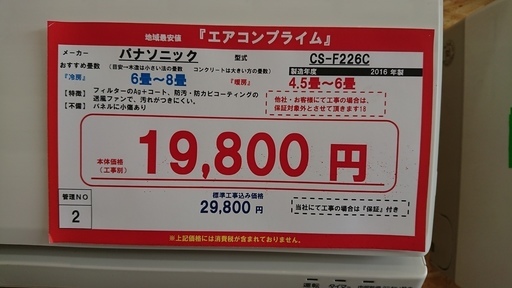 地域最安値 『エアコンプライム』
メーカー パナソニック 型式 CS-F226C
おすすめ畳数 (目安→木造は小さい法の畳数 コンクリートは大きい方の畳数) 製造年度 2016 年製
『冷房』 6畳~8畳 『暖房』 4.5畳~6畳
【特徴】 フィルターのAg+コート、防汚・防カビコーティングの
送風ファンで、汚れがつきにくい。
【不備】 パネルに小傷あり
他社・お客様にて工事の場合は、
保証対象外とさせて頂きます!!
本体価格
(工事別)
19,800 円
管理NO
2
標準工事込み価格
29,800 円
当社にて工事の場合は『保証』付き
※上記価格には消費税が含まれておりません。
運転 タイマー